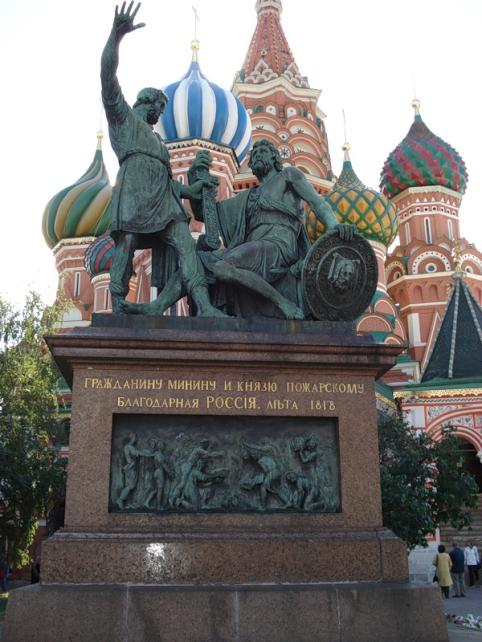 ГРАЖДАНИНУ МИНИНУ И КНЯЗЮ ПОЖАРСКОМУ
БЛАГОДАРНАЯ РОССІЯ. ЛѢТА 1818